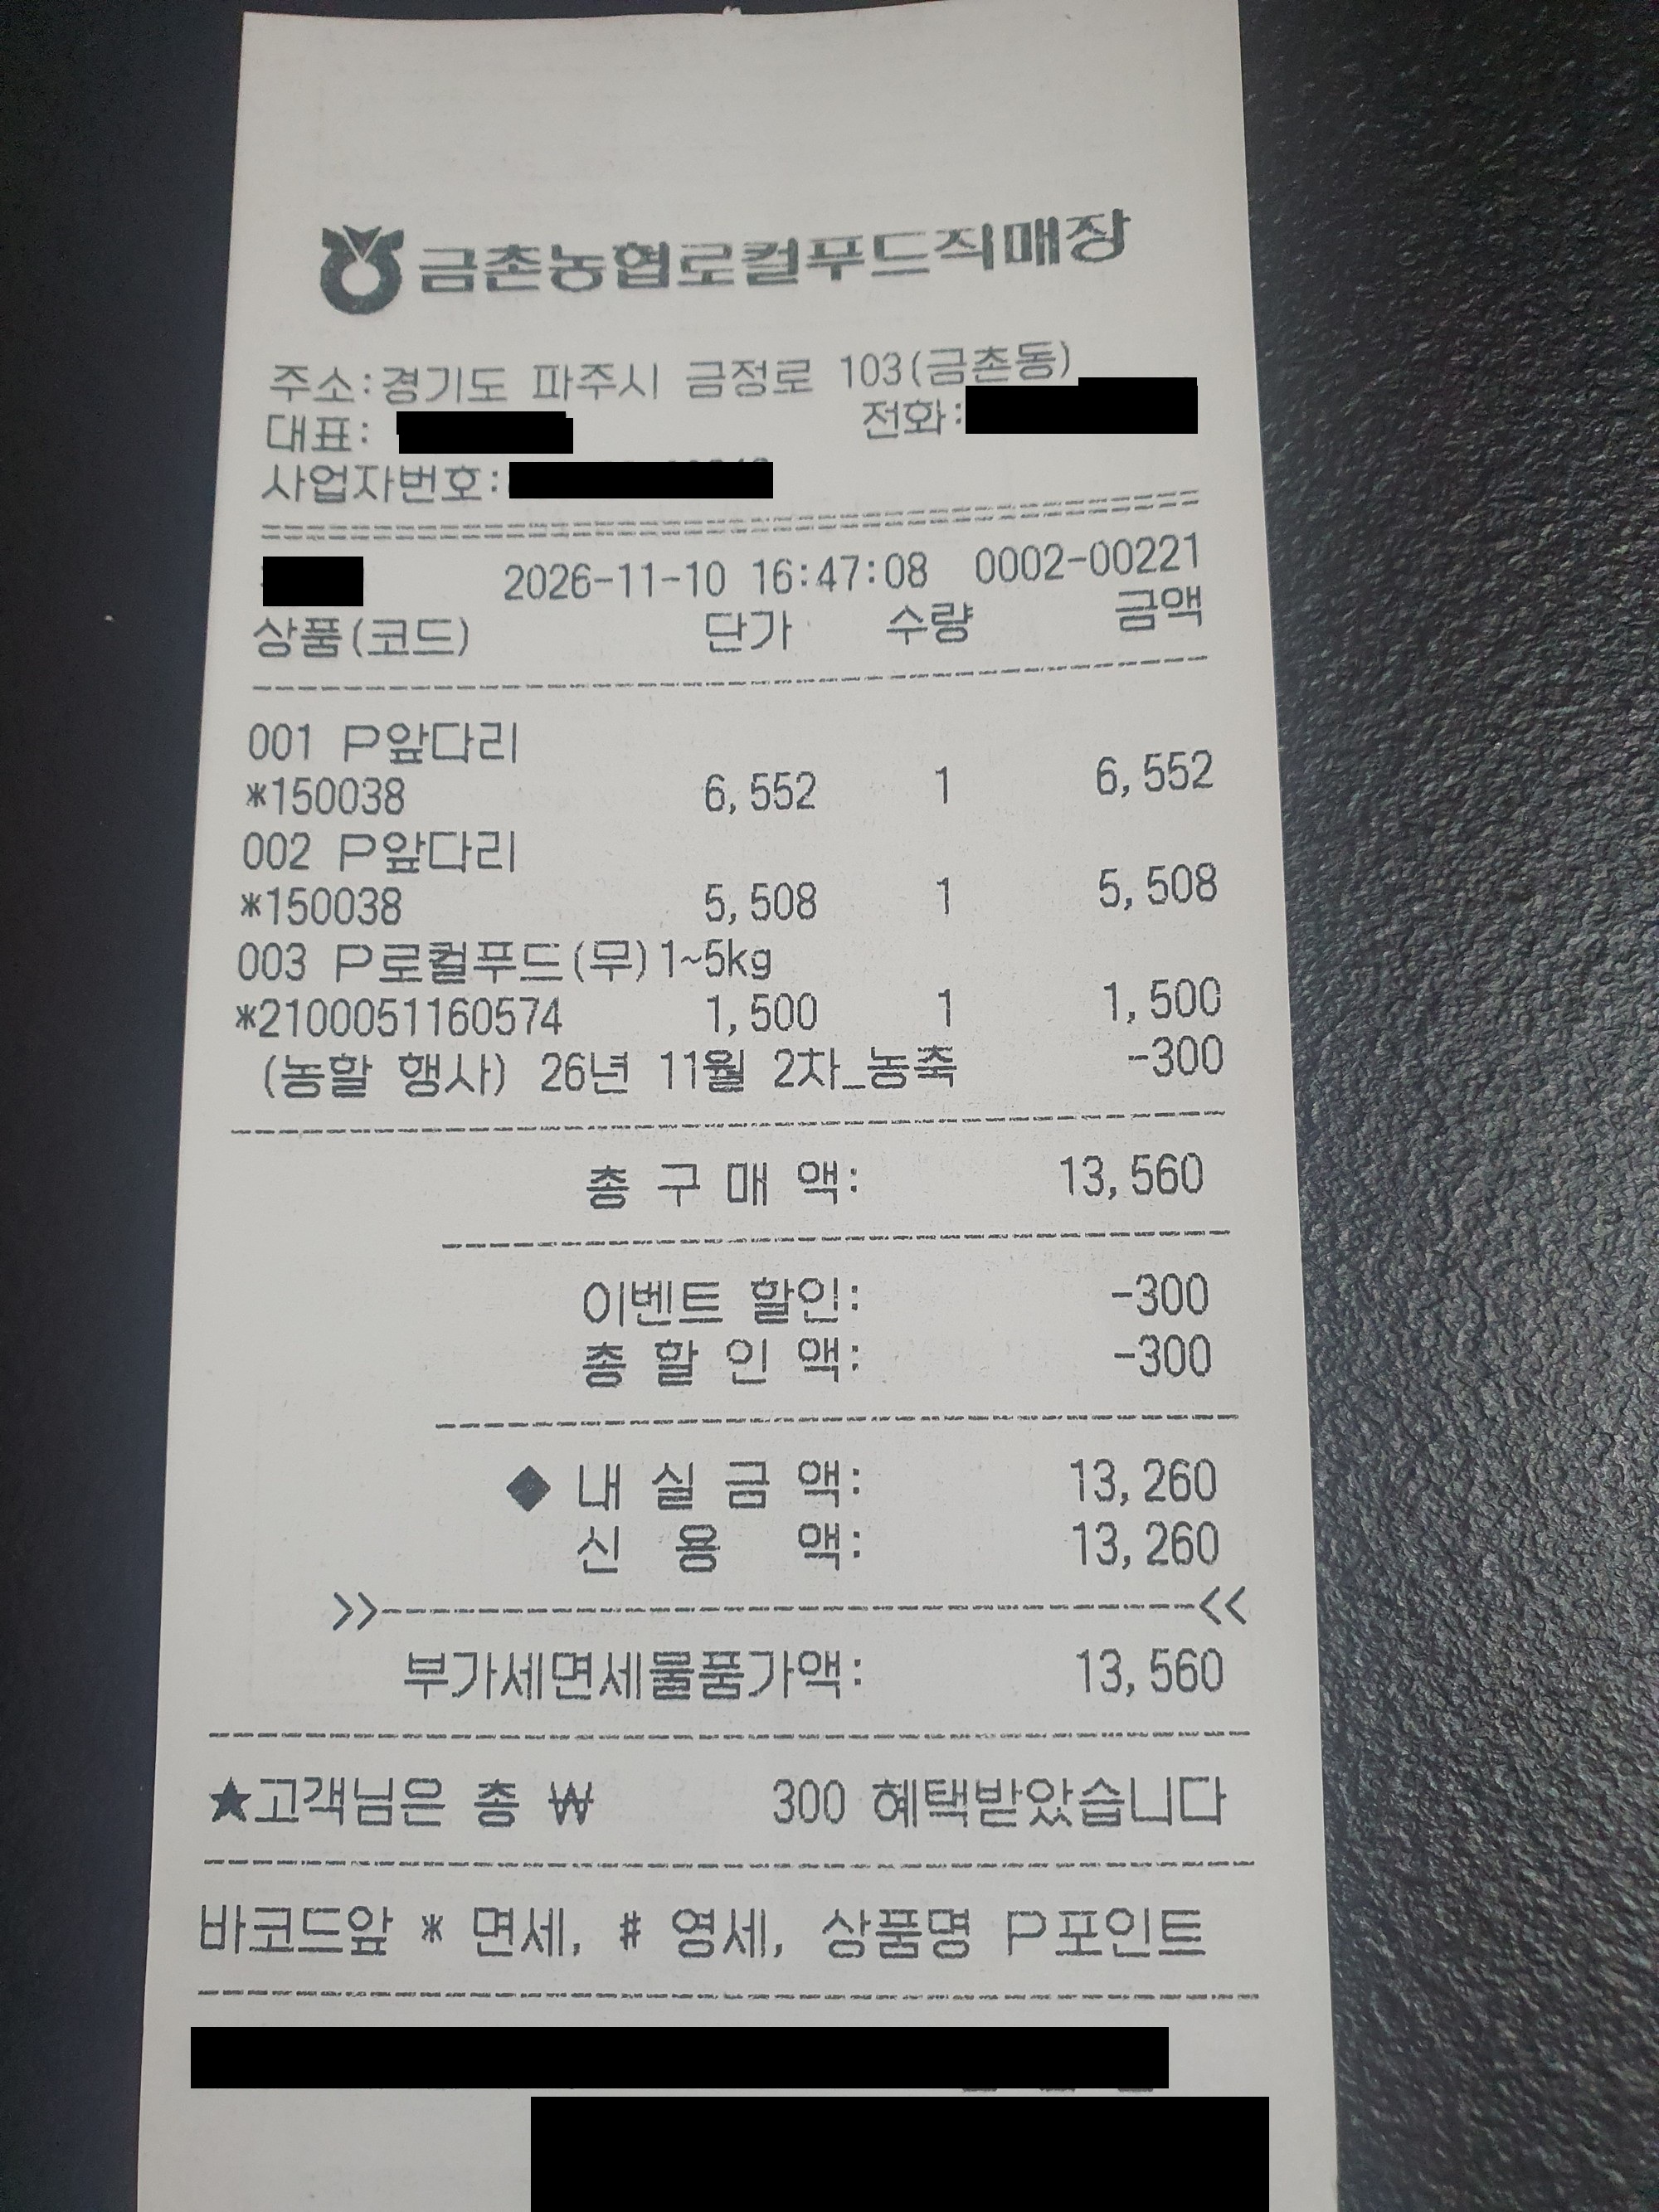 금촌농협로컬푸드직매장
주소:경기도 파주시 금정로 103(금촌동)
대표: 전화:
사업자번호:
2026-11-10 16:47:08 0002-00221
상품(코드) 단가 수량 금액
001 P앞다리
*150038 6,552 1 6,552
002 P앞다리
*150038 5,508 1 5,508
003 P로컬푸드(무)1~5kg
*2100051160574 1,500 1 1,500
(농할 행사) 26년 11월 2차_농축 -300
총 구 매 액: 13,560
이벤트 할인: -300
총 할 인 액: -300
◆ 내 실 금 액: 13,260
신 용 액: 13,260
>>------------------------<<
부가세면세물품가액: 13,560
★고객님은 총 ₩ 300 혜택받았습니다
바코드앞 * 면세, # 영세, 상품명 P포인트